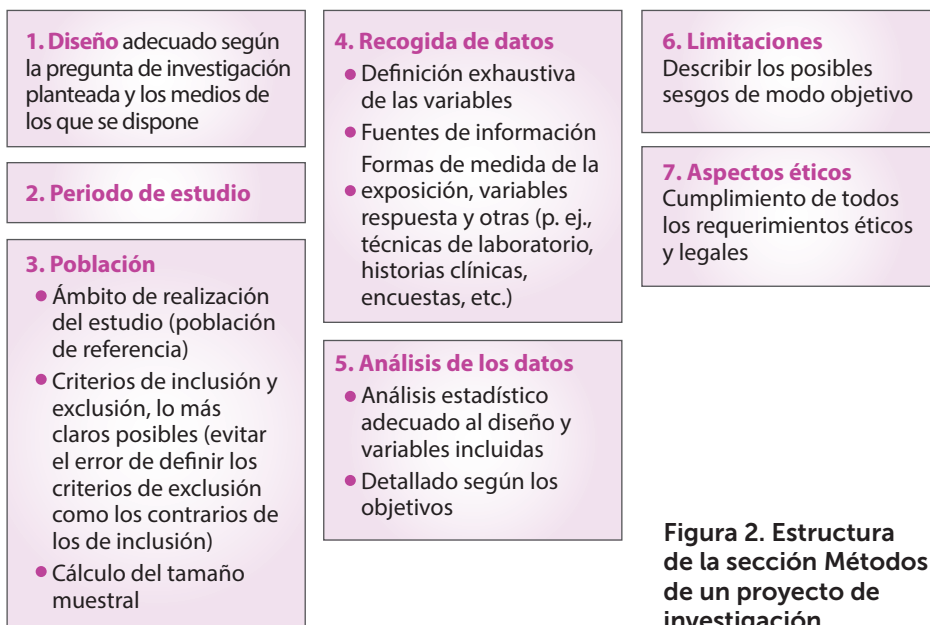 1. Diseño adecuado según
la pregunta de investigación
planteada y los medios de
los que se dispone
2. Periodo de estudio
3. Población
• Ámbito de realización
del estudio (población
de referencia)
• Criterios de inclusión y
exclusión, lo más
claros posibles (evitar
el error de definir los
criterios de exclusión
como los contrarios de
los de inclusión)
• Cálculo del tamaño
muestral
4. Recogida de datos
• Definición exhaustiva
de las variables
• Fuentes de información
Formas de medida de la
• exposición, variables
respuesta y otras (p. ej.,
técnicas de laboratorio,
historias clínicas,
encuestas, etc.)
5. Análisis de los datos
• Análisis estadístico
adecuado al diseño y
variables incluidas
• Detallado según los
objetivos
6. Limitaciones
Describir los posibles
sesgos de modo objetivo
7. Aspectos éticos
Cumplimiento de todos
los requerimientos éticos
y legales
Figura 2. Estructura
de la sección Métodos
de un proyecto de
investigación